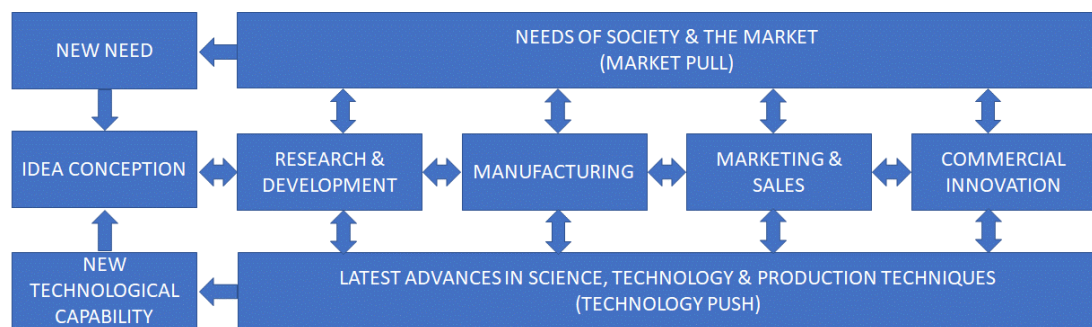 NEW NEED
NEEDS OF SOCIETY & THE MARKET
(MARKET PULL)
IDEA CONCEPTION
RESEARCH &
DEVELOPMENT
MANUFACTURING
MARKETING &
SALES
COMMERCIAL
INNOVATION
NEW
TECHNOLOGICAL
CAPABILITY
LATEST ADVANCES IN SCIENCE, TECHNOLOGY & PRODUCTION TECHNIQUES
(TECHNOLOGY PUSH)